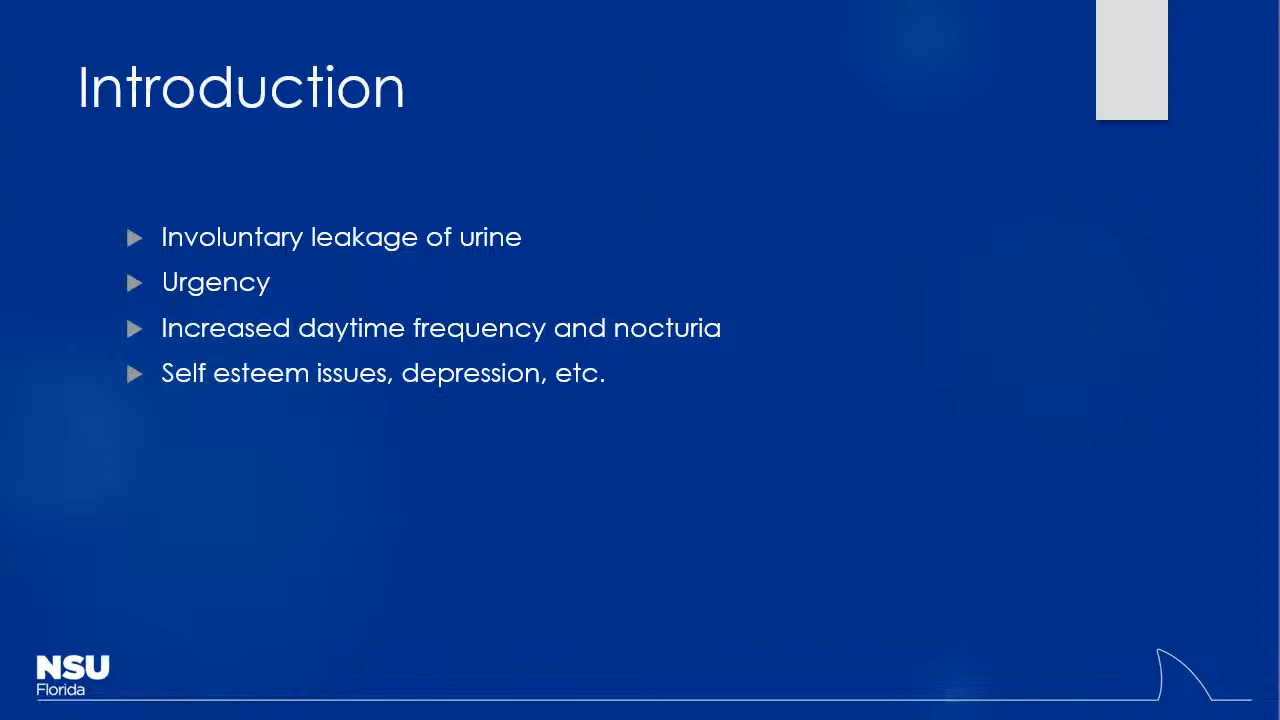 Introduction
Involuntary leakage of urine
Urgency
Increased daytime frequency and nocturia
Self esteem issues, depression, etc.
NSU
Florida